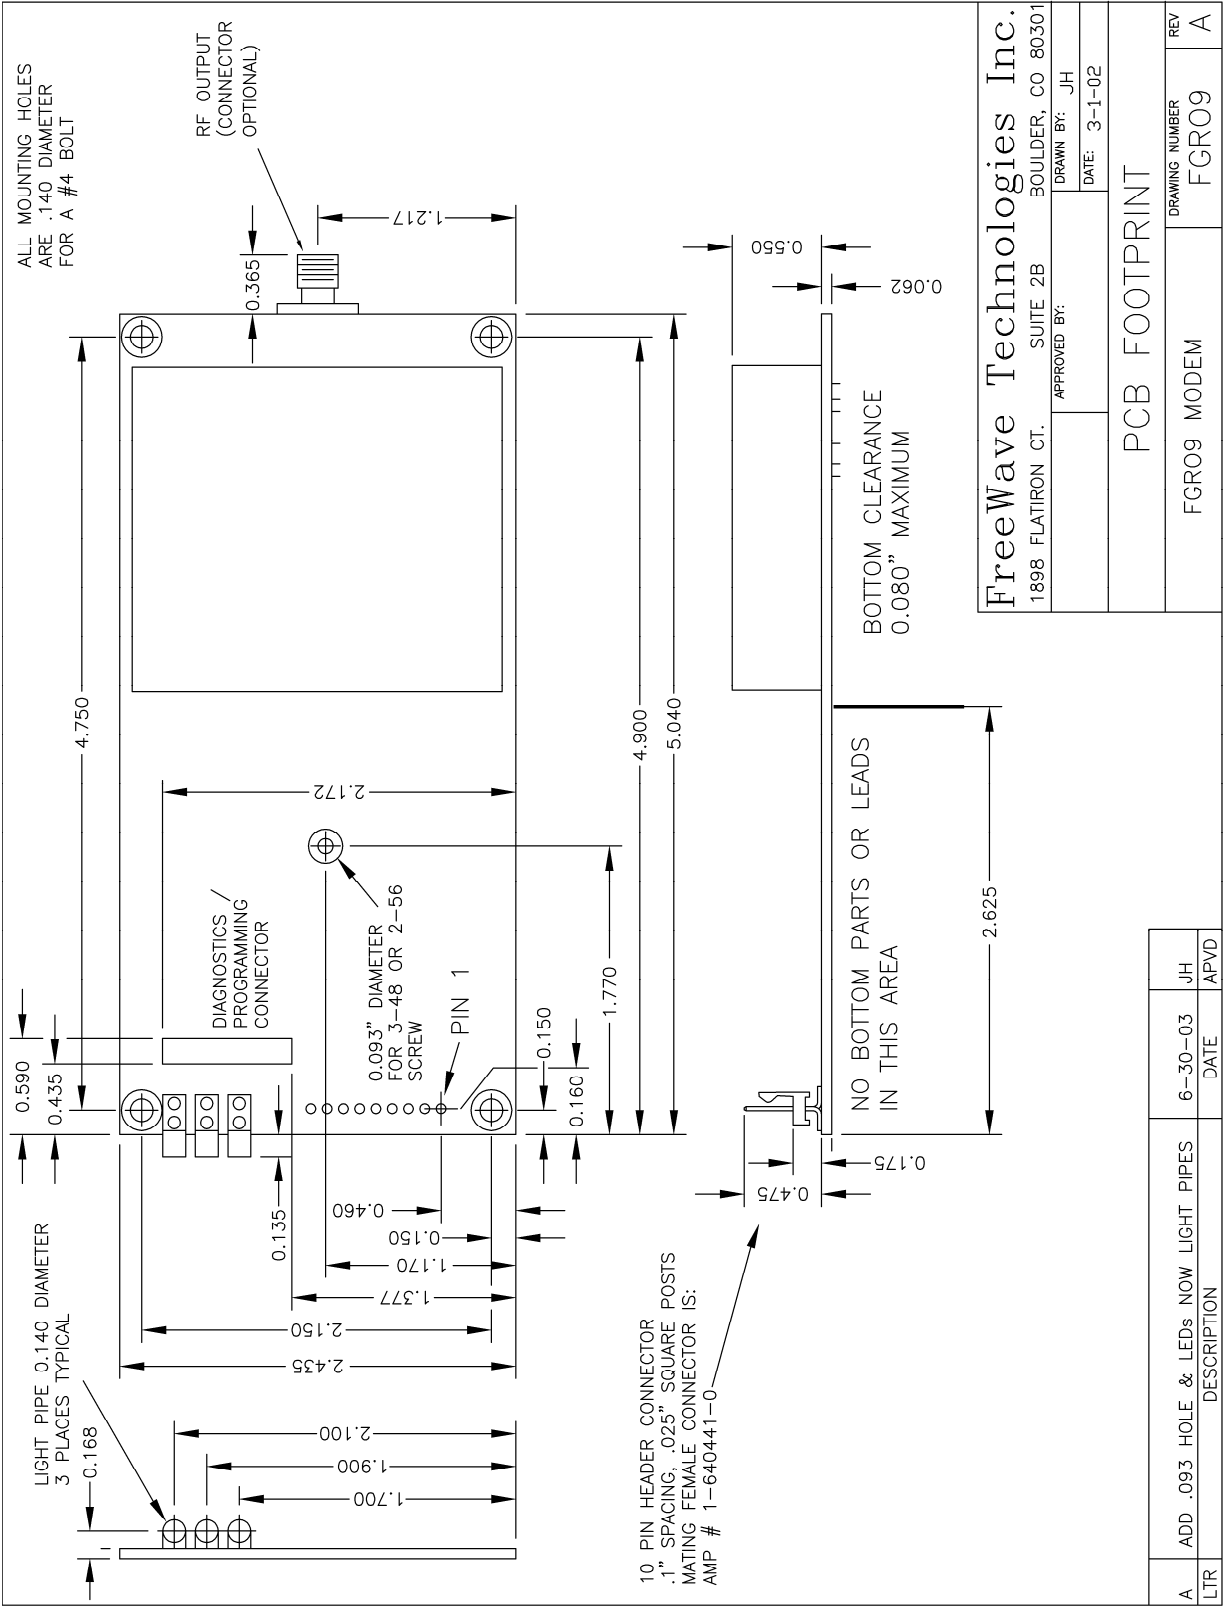 ALL MOUNTING HOLES
ARE .140 DIAMETER
FOR A #4 BOLT
RF OUTPUT
(CONNECTOR
OPTIONAL)
4.750
0.590
0.435
0.365
1.217
2.172
DIAGNOSTICS /
PROGRAMMING
CONNECTOR
0.093" DIAMETER
FOR 3-48 OR 2-56
SCREW
PIN 1
1.770
0.150
0.160
4.900
5.040
0.135
0.460
0.150
1.170
1.377
2.150
2.435
LIGHT PIPE 0.140 DIAMETER
3 PLACES TYPICAL
0.168
2.100
1.900
1.700
10 PIN HEADER CONNECTOR
.1" SPACING, .025" SQUARE POSTS
MATING FEMALE CONNECTOR IS:
AMP # 1-640441-0
0.475
0.175
0.550
0.062
BOTTOM CLEARANCE
0.080" MAXIMUM
NO BOTTOM PARTS OR LEADS
IN THIS AREA
2.625
FreeWave Technologies Inc.
1898 FLATIRON CT. SUITE 2B BOULDER, CO 80301
APPROVED BY:
DRAWN BY: JH
DATE: 3-1-02
PCB FOOTPRINT
FGRO9 MODEM
DRAWING NUMBER
FGRO9
REV
A
A ADD .093 HOLE & LEDs NOW LIGHT PIPES 6-30-03 JH
LTR DESCRIPTION DATE APVD